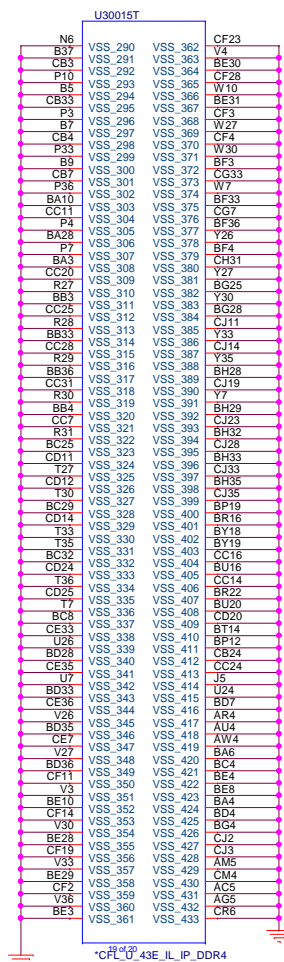 U30015T
N6 VSS_290 VSS_362 CF23
B37 VSS_291 VSS_363 V4
CB3 VSS_292 VSS_364 BE30
P10 VSS_293 VSS_365 CF28
B5 VSS_294 VSS_366 W10
CB33 VSS_295 VSS_367 BE31
P3 VSS_296 VSS_368 CF3
B7 VSS_297 VSS_369 W27
CB4 VSS_298 VSS_370 CF4
P33 VSS_299 VSS_371 W30
B9 VSS_300 VSS_372 BF3
CB7 VSS_301 VSS_373 CG33
P36 VSS_302 VSS_374 W7
BA10 VSS_303 VSS_375 BF33
CC11 VSS_304 VSS_376 CG7
P4 VSS_305 VSS_377 BF36
BA28 VSS_306 VSS_378 Y26
P7 VSS_307 VSS_379 BF4
BA3 VSS_308 VSS_380 CH31
CC20 VSS_309 VSS_381 Y27
R27 VSS_310 VSS_382 BG25
BB3 VSS_311 VSS_383 Y30
CC25 VSS_312 VSS_384 BG28
R28 VSS_313 VSS_385 CJ11
BB33 VSS_314 VSS_386 Y33
CC28 VSS_315 VSS_387 CJ14
R29 VSS_316 VSS_388 Y35
BB36 VSS_317 VSS_389 BH28
CC31 VSS_318 VSS_390 CJ19
R30 VSS_319 VSS_391 Y7
BB4 VSS_320 VSS_392 BH29
CC7 VSS_321 VSS_393 CJ23
R31 VSS_322 VSS_394 BH32
BC25 VSS_323 VSS_395 CJ28
CD11 VSS_324 VSS_396 BH33
T27 VSS_325 VSS_397 CJ33
CD12 VSS_326 VSS_398 BH35
T30 VSS_327 VSS_399 CJ35
BC29 VSS_328 VSS_400 BP19
CD14 VSS_329 VSS_401 BR16
T33 VSS_330 VSS_402 BY18
T35 VSS_331 VSS_403 BY19
BC32 VSS_332 VSS_404 CC16
CD24 VSS_333 VSS_405 BU16
T36 VSS_334 VSS_406 CC14
CD25 VSS_335 VSS_407 BR22
T7 VSS_336 VSS_408 BU20
BC8 VSS_337 VSS_409 CD20
CE33 VSS_338 VSS_410 BT14
U26 VSS_339 VSS_411 BP12
BD28 VSS_340 VSS_412 CB24
CE35 VSS_341 VSS_413 CC24
U7 VSS_342 VSS_414 J5
BD33 VSS_343 VSS_415 U24
CE36 VSS_344 VSS_416 BD7
V26 VSS_345 VSS_417 AR4
BD35 VSS_346 VSS_418 AU4
CE7 VSS_347 VSS_419 AW4
V27 VSS_348 VSS_420 BA6
BD36 VSS_349 VSS_421 BC4
CF11 VSS_350 VSS_422 BE4
V3 VSS_351 VSS_423 BE8
BE10 VSS_352 VSS_424 BA4
CF14 VSS_353 VSS_425 BD4
V30 VSS_354 VSS_426 BG4
BE28 VSS_355 VSS_427 CJ2
CF19 VSS_356 VSS_428 CJ3
V33 VSS_357 VSS_429 AM5
BE29 VSS_358 VSS_430 CM4
CF2 VSS_359 VSS_431 AC5
V36 VSS_360 VSS_432 AG5
BE3 VSS_361 VSS_433 CR6
19 of 20
*CFL_U_43E_IL_IP_DDR4